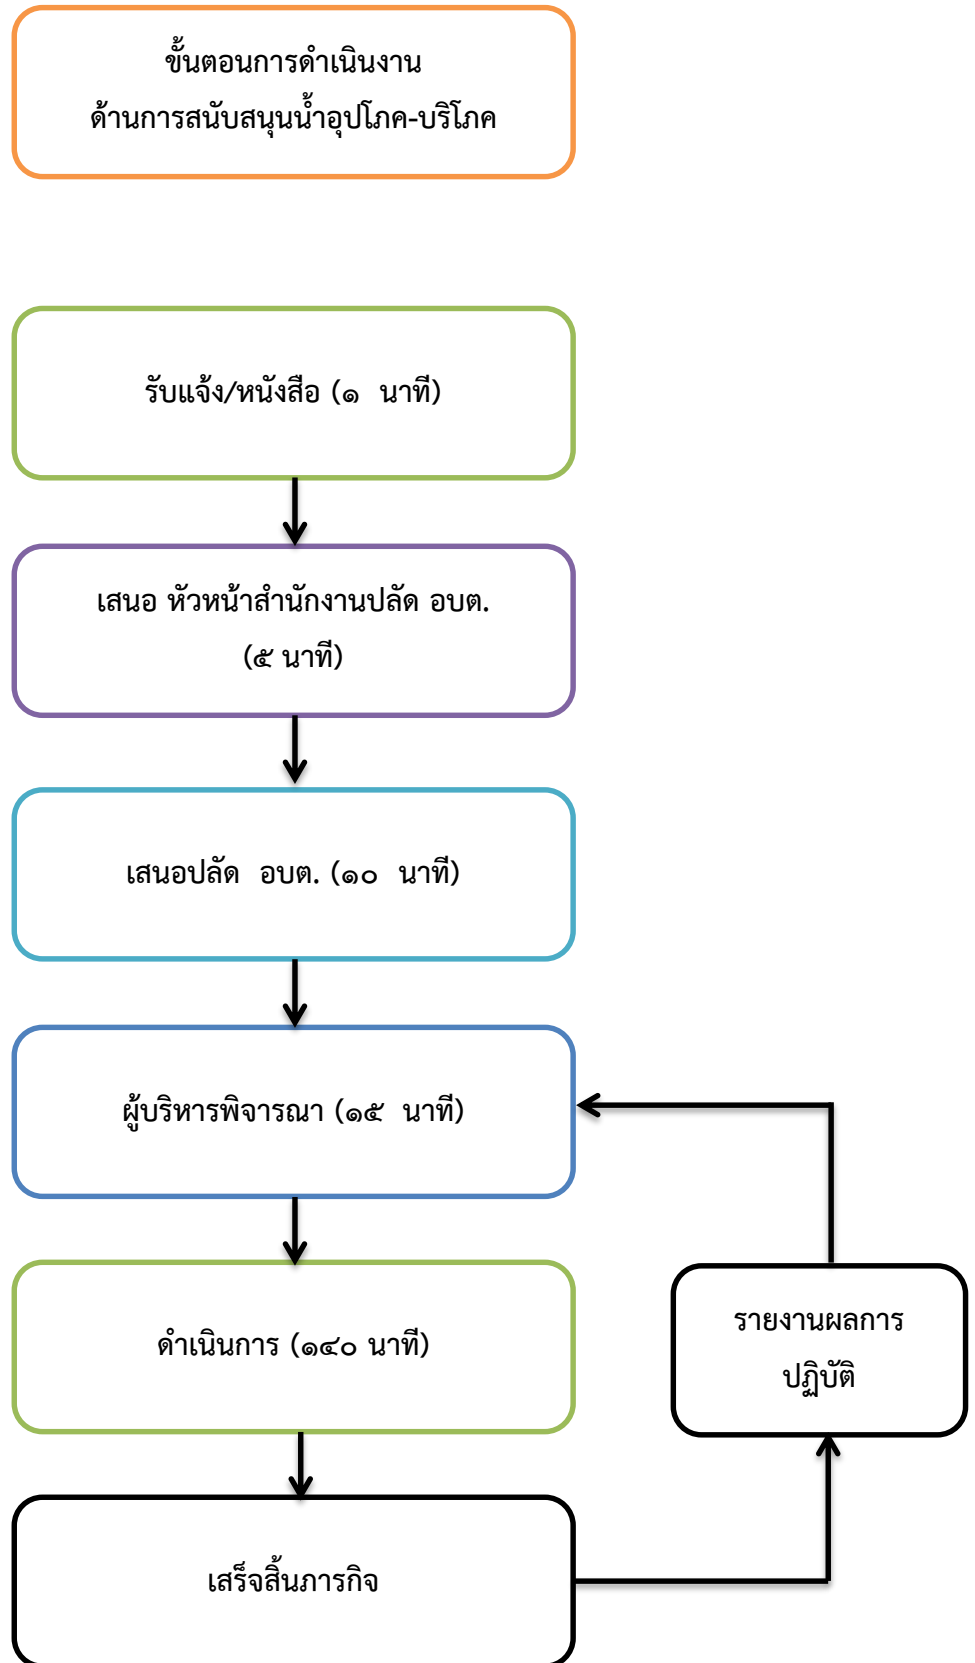 ขั้นตอนการดำเนินงาน
ด้านการสนับสนุนน้ำอุปโภค-บริโภค
รับแจ้ง/หนังสือ (๑ นาที)
เสนอ หัวหน้าสำนักงานปลัด อบต.
(๕ นาที)
เสนอปลัด อบต. (๑๐ นาที)
ผู้บริหารพิจารณา (๑๕ นาที)
ดำเนินการ (๑๔๐ นาที)
รายงานผลการ
ปฏิบัติ
เสร็จสิ้นภารกิจ